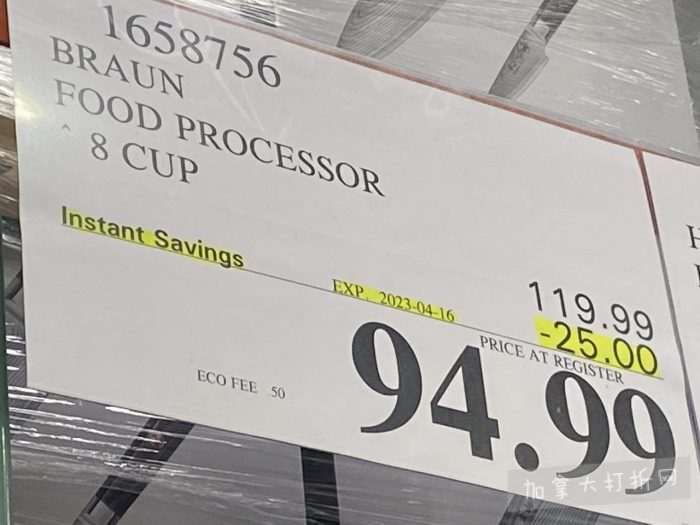 1658756
BRAUN
FOOD PROCESSOR
^ 8 CUP
Instant Savings
EXP. 2023-04-16
119.99
-25.00
PRICE AT REGISTER
94.99
ECO FEE .50
H
加拿大打折网